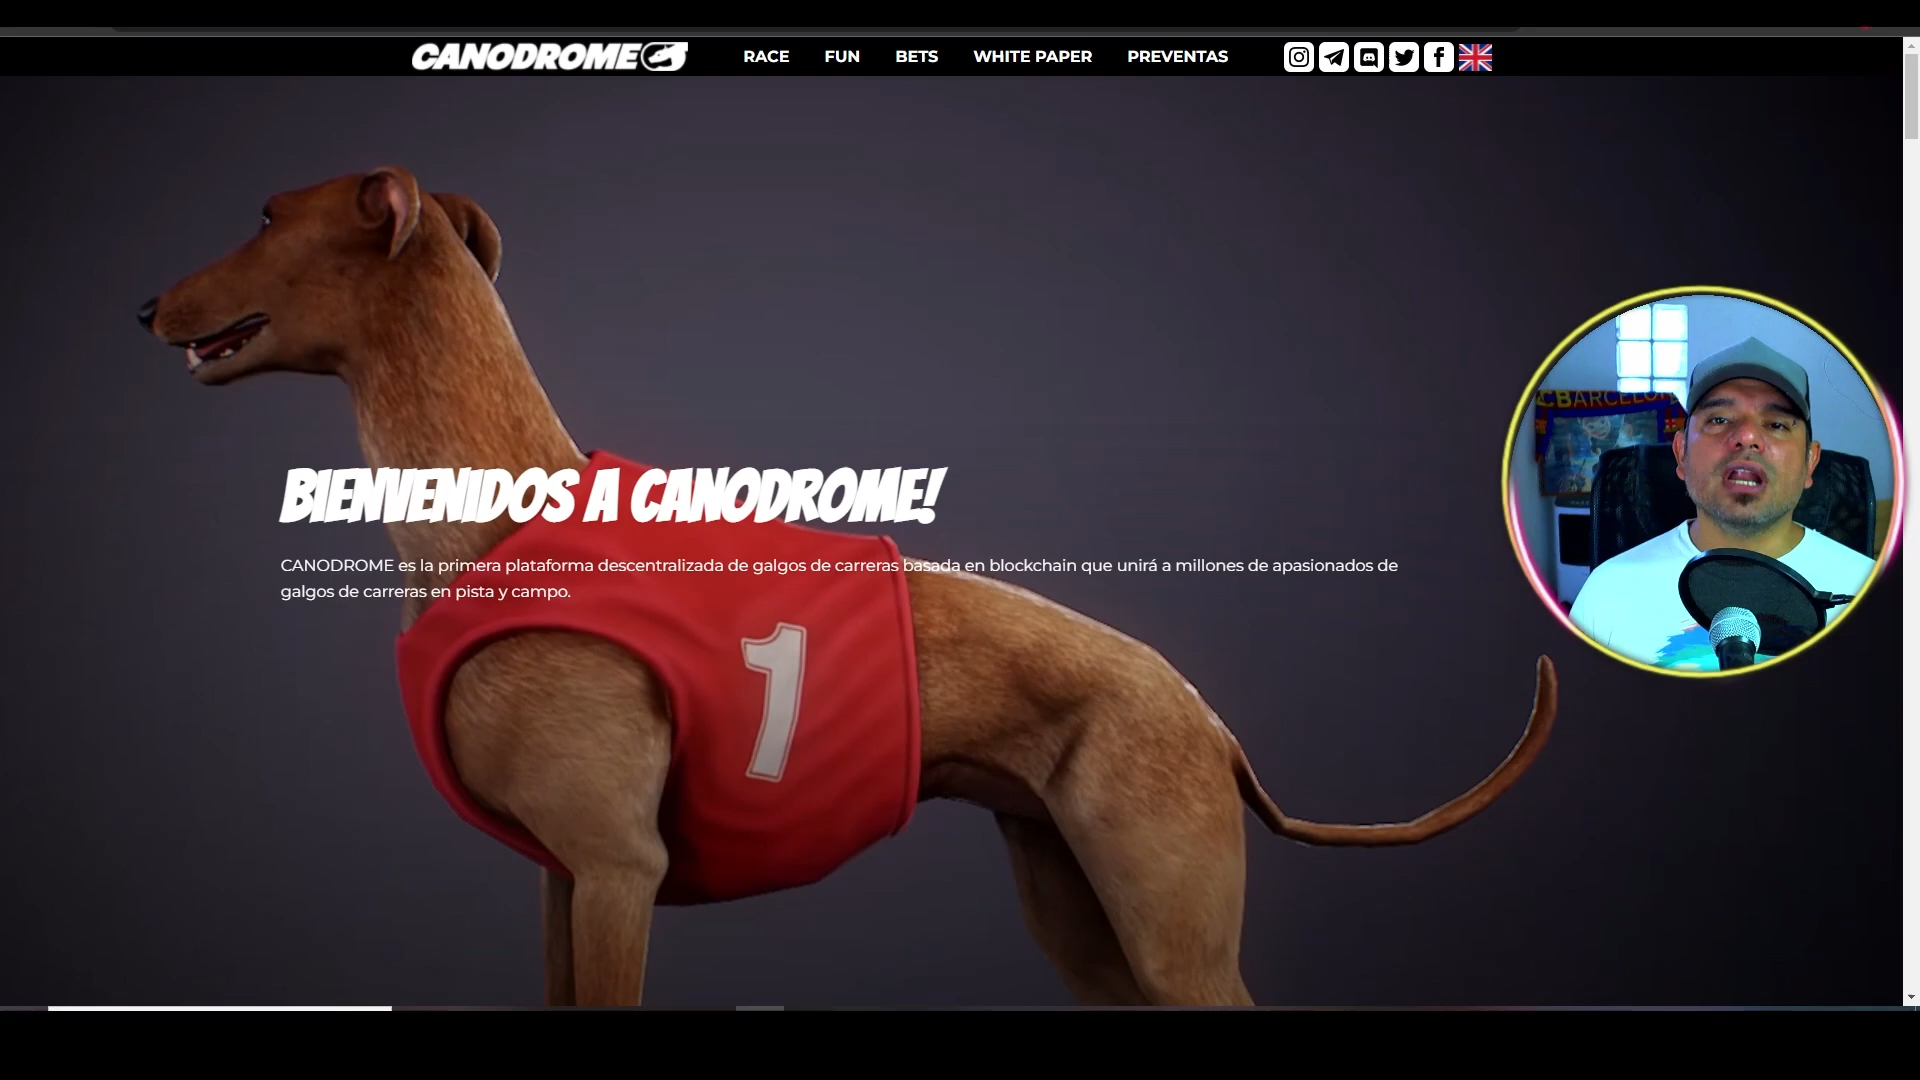 CANODROME
RACE
FUN
BETS
WHITE PAPER
PREVENTAS
BIENVENIDOS A CANODROME!
CANODROME es la primera plataforma descentralizada de galgos de carreras basada en blockchain que unirá a millones de apasionados de
galgos de carreras en pista y campo.
1
CBARCELO